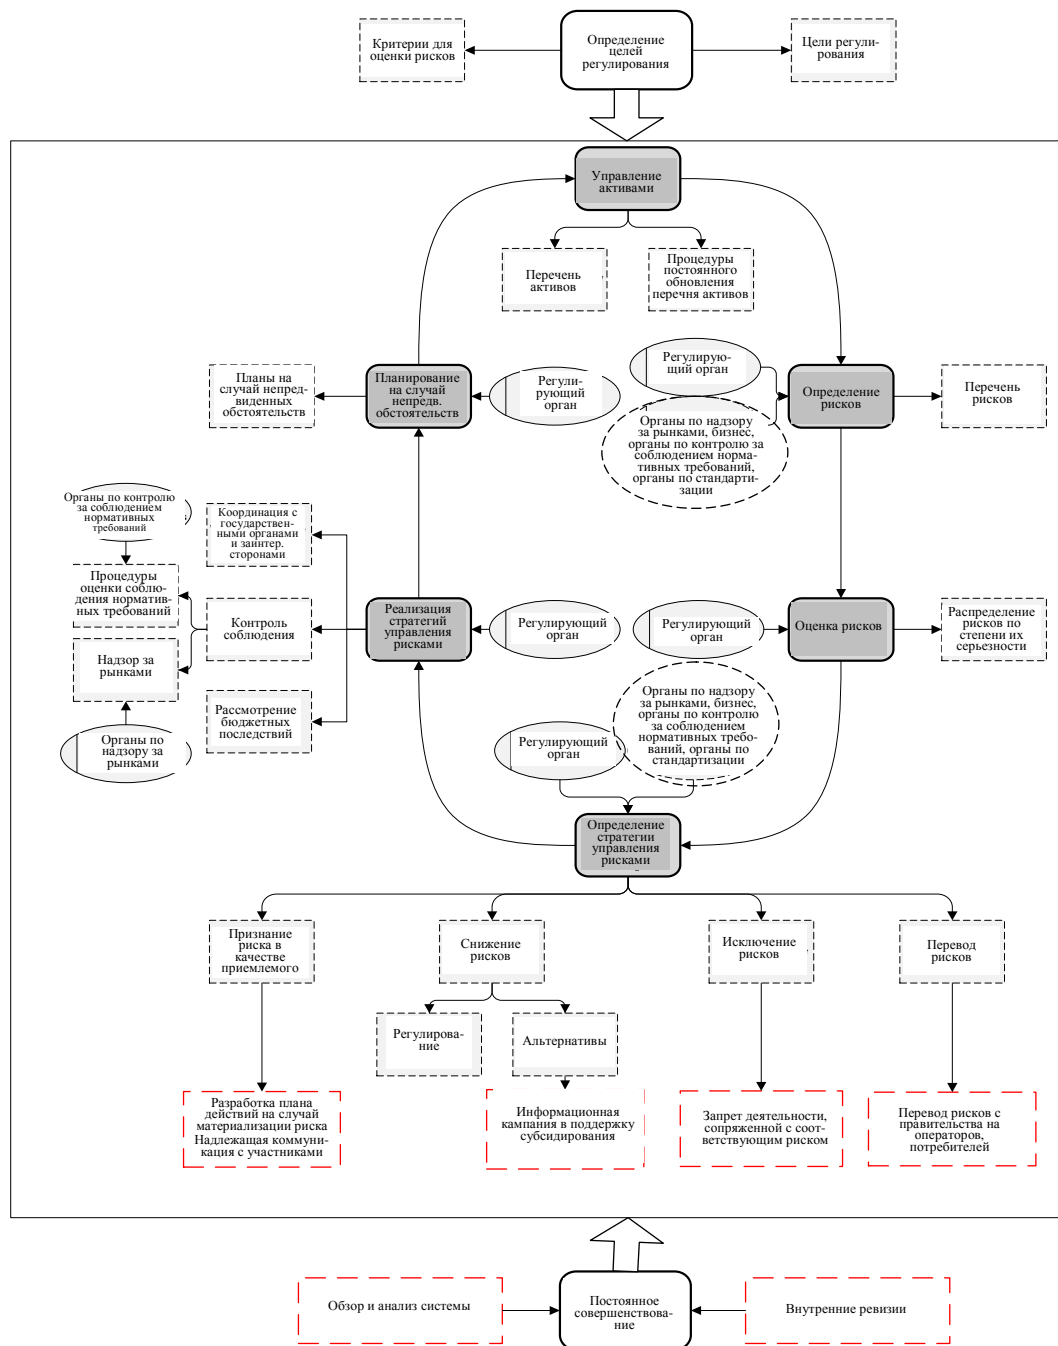 Критерии для
оценки рисков
Определение
целей
регулирования
Цели регули-
рования
Управление
активами
Перечень
активов
Процедуры
постоянного
обновления
перечня активов
Планы на
случай непред-
виденных
обстоятельств
Планирование
на случай
непредв.
обстоятельств
Регули-
рующий
орган
Регулирую-
щий орган
Определение
рисков
Перечень
рисков
Органы по надзору
за рынками, бизнес,
органы по контролю за
соблюдением норма-
тивных требований,
органы по стандарти-
зации
Органы по контролю
за соблюдением
нормативных
требований
Координация с
государствен-
ными органами
и заинтер.
сторонами
Процедуры
оценки соблю-
дения норматив-
ных требований
Контроль
соблюдения
Реализация
стратегий
управления
рисками
Регулирующий
орган
Регулирующий
орган
Оценка рисков
Распределение
рисков по
степени их
серьезности
Надзор за
рынками
Рассмотрение
бюджетных
последствий
Органы по
надзору за
рынками
Регулирующий
орган
Органы по надзору
за рынками, бизнес,
органы по контролю
за соблюдением
нормативных требо-
ваний, органы по
стандартизации
Определение
стратегии
управления
рисками
Признание
риска в
качестве
приемлемого
Снижение
рисков
Исключение
рисков
Перевод
рисков
Регулирова-
ние
Альтернативы
Разработка плана
действий на случай
материализации риска
Надлежащая коммуни-
кация с участниками
Информационная
кампания в поддержку
субсидирования
Запрет деятельности,
сопряженной с соот-
ветствующим риском
Перевод рисков с
правительства на
операторов,
потребителей
Обзор и анализ системы
Постоянное
совершенствова-
ние
Внутренние ревизии